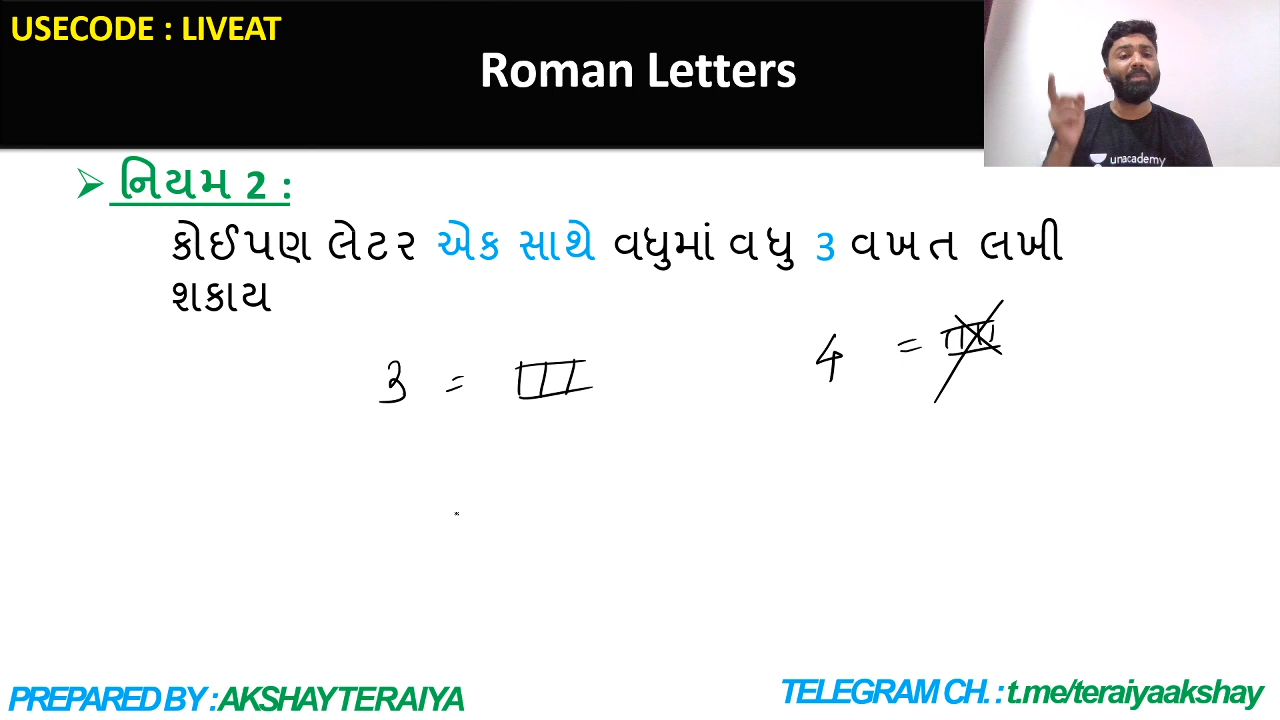 USECODE : LIVEAT
Roman Letters
unacademy
નિયમ 2 :
કોઈપણ લેટર એક સાથે વધુમાં વધુ 3 વખત લખી
શકાય
3 = III
4 = IIII
PREPARED BY : AKSHAY TERAIYA
TELEGRAM CH. : t.me/teraiyaakshay